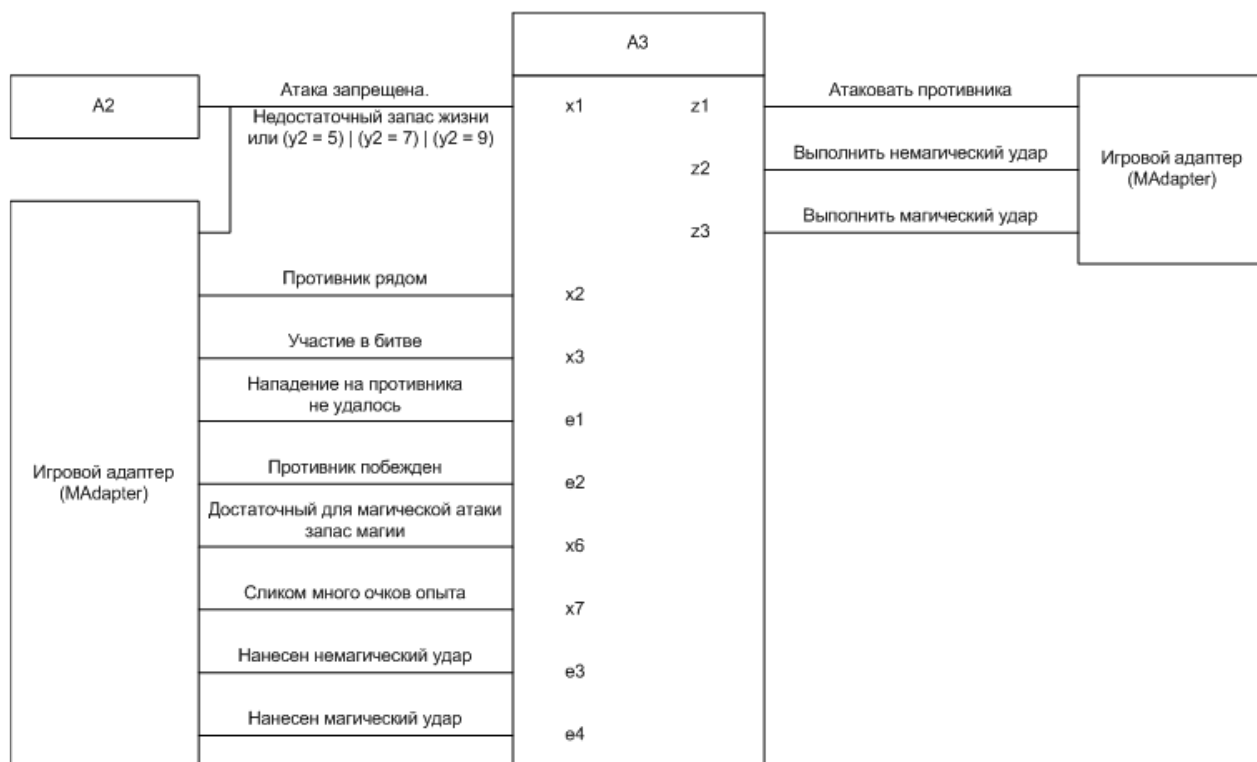 A3
A2
Атака запрещена.
Недостаточный запас жизни
или (y2 = 5) | (y2 = 7) | (y2 = 9)
x1
z1
Атаковать противника
Выполнить немагический удар
z2
Игровой адаптер
(MAdapter)
Выполнить магический удар
z3
Противник рядом
x2
Участие в битве
x3
Нападение на противника
не удалось
e1
Игровой адаптер
(MAdapter)
Противник побежден
e2
Достаточный для магической атаки
запас магии
x6
Сликом много очков опыта
x7
Нанесен немагический удар
e3
Нанесен магический удар
e4